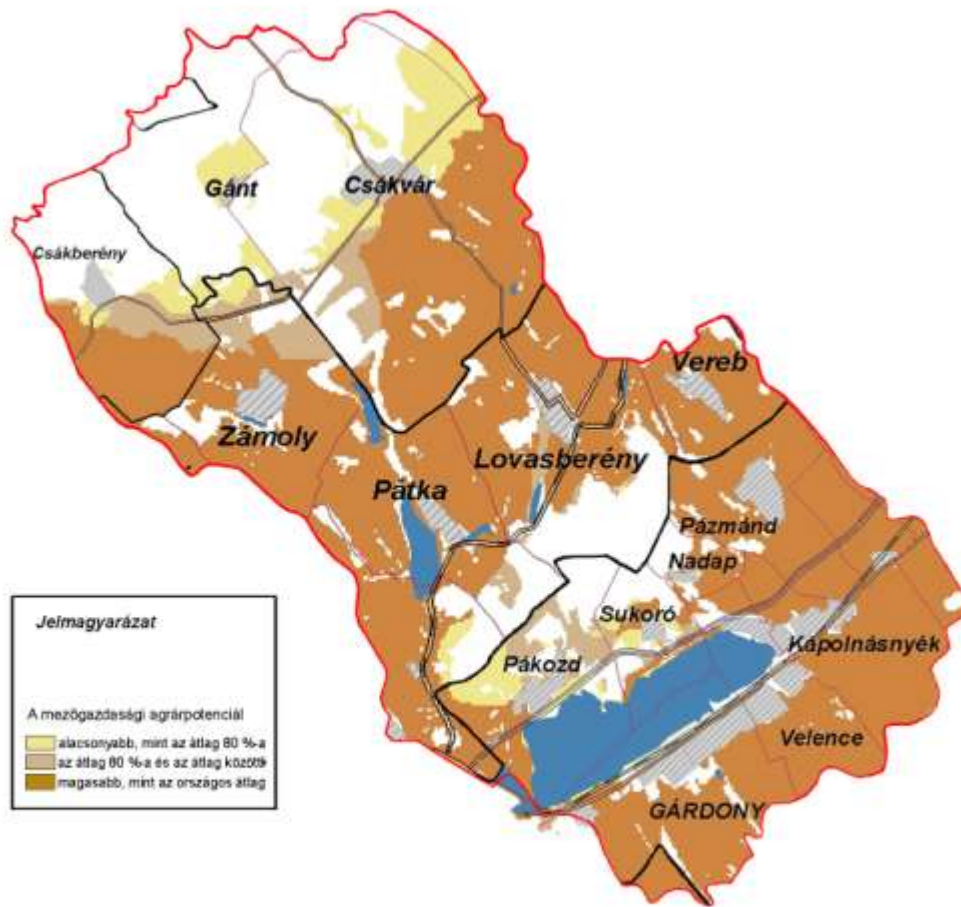 Gánt
Csákvár
Csákberény
Vereb
Zámoly
Lovasberény
Pátka
Pázmánd
Nadap
Sukoró
Kápolnásnyék
Pákozd
Velence
GÁRDONY
Jelmagyarázat
A mezőgazdasági agrárpotenciál
alacsonyabb, mint az átlag 80 %-a
az átlag 80 %-a és az átlag között
magasabb, mint az országos átlag